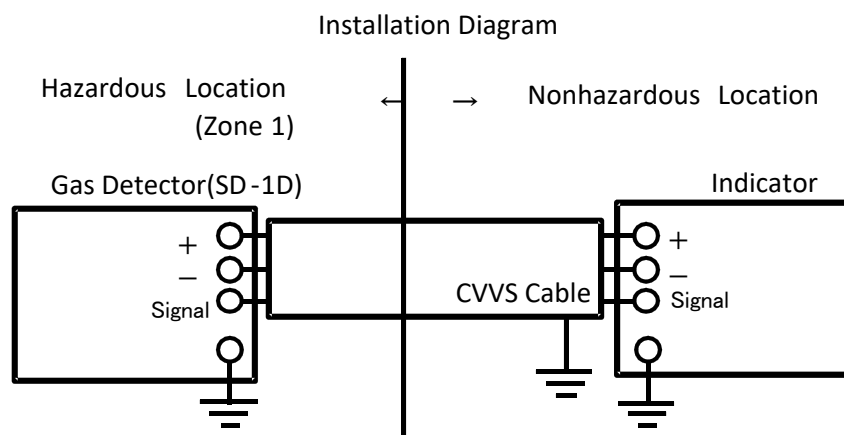 Installation Diagram
Hazardous Location
(Zone 1)
← →
Nonhazardous Location
Gas Detector(SD-1D)
Indicator
+
−
Signal
CVVS Cable
+
−
Signal